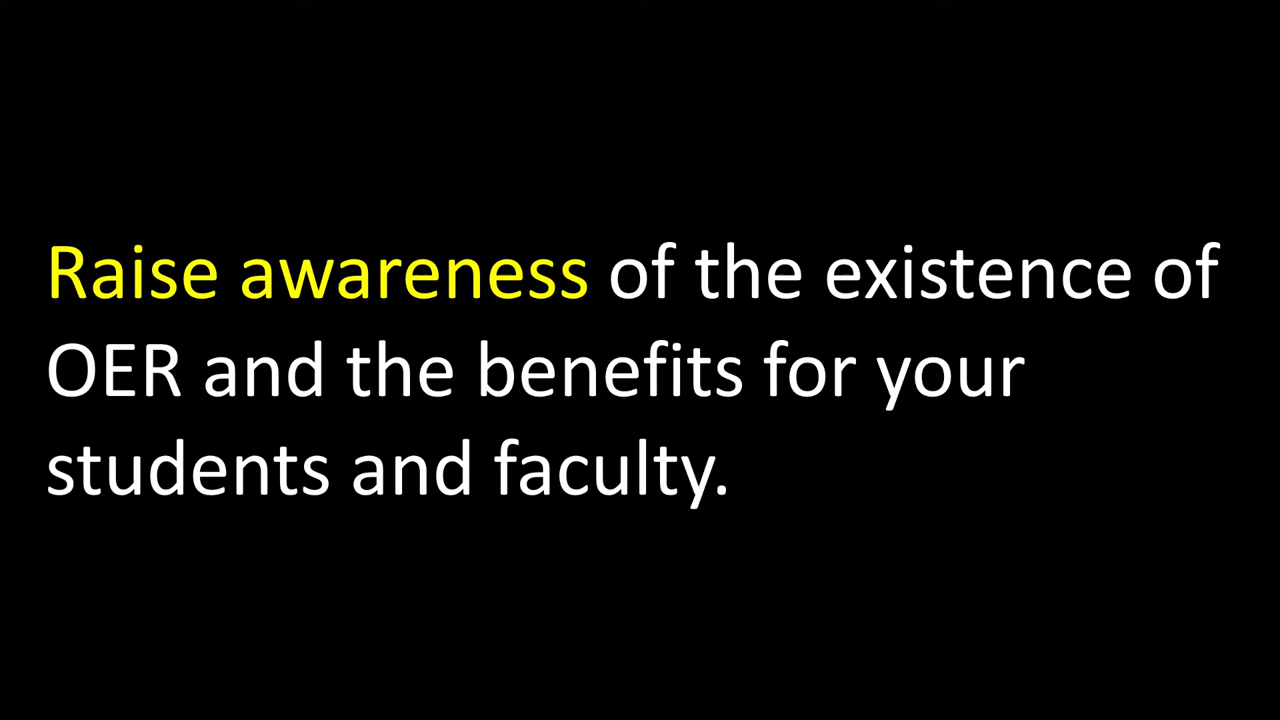 Raise awareness of the existence of
OER and the benefits for your
students and faculty.